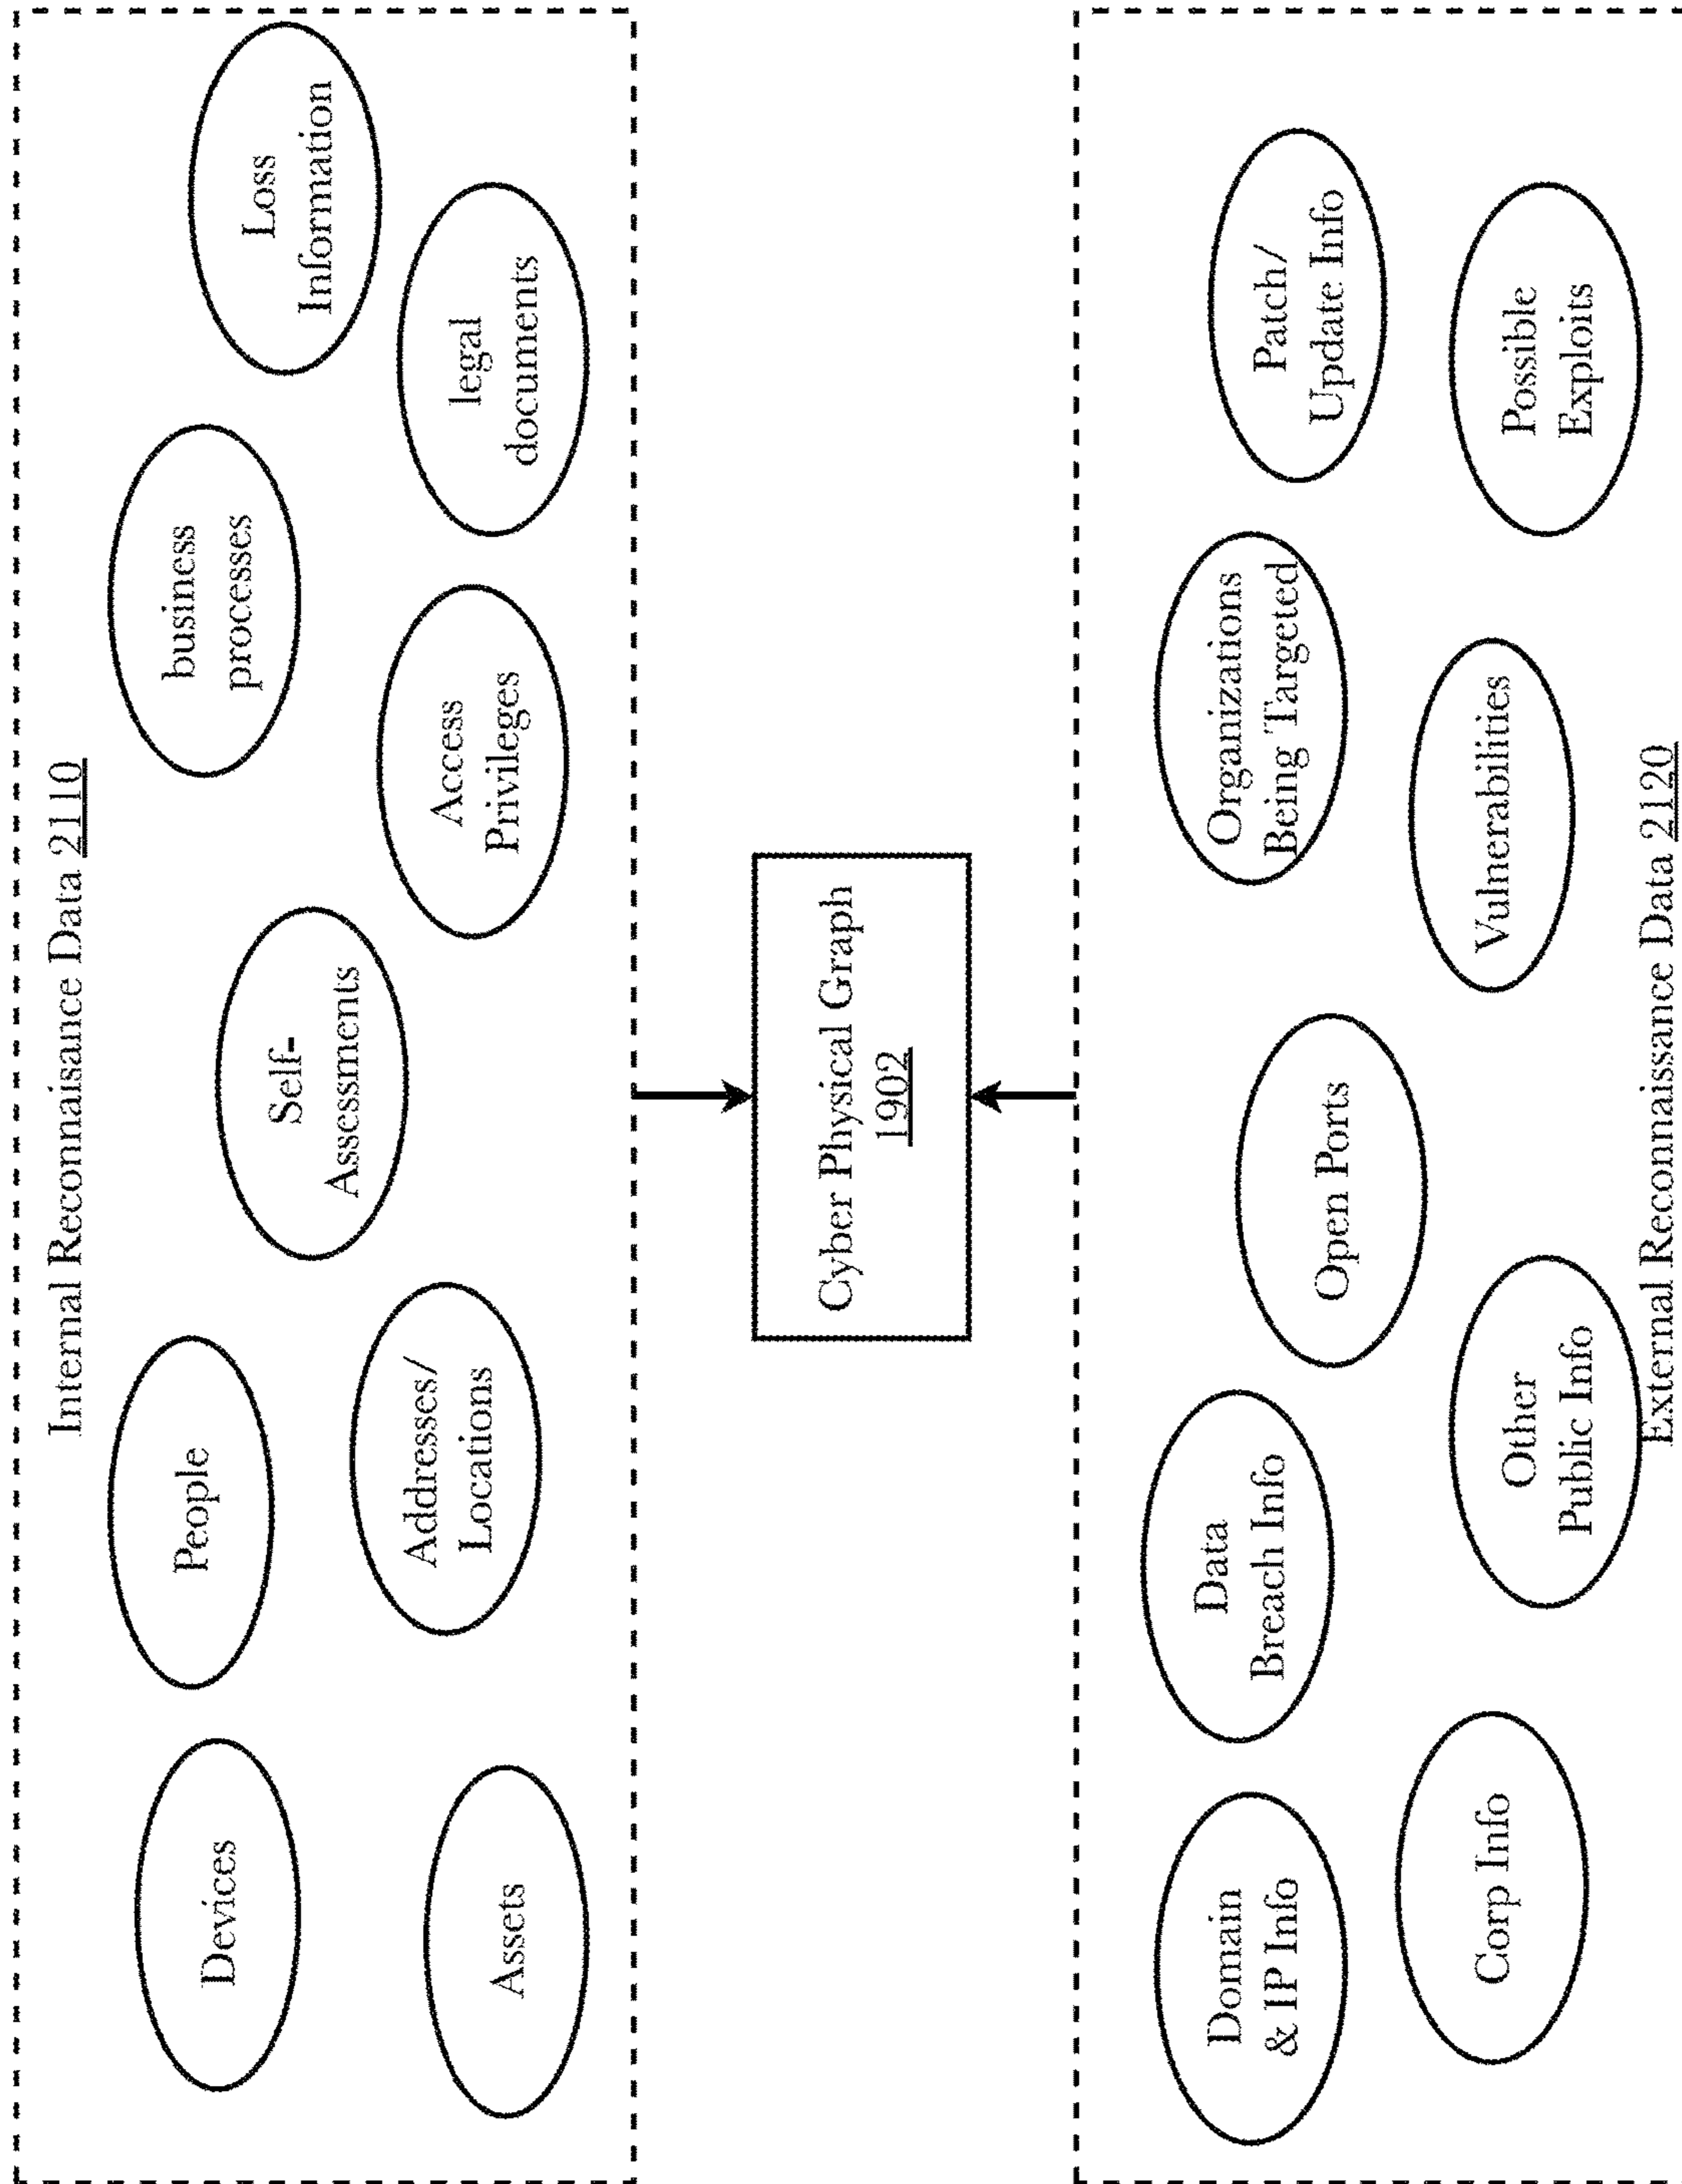 Internal Reconnaisance Data 2110
Devices
People
business
processes
Loss
Information
Self-
Assessments
Assets
Addresses/
Locations
Access
Privileges
legal
documents
Cyber Physical Graph
1902
Domain
& IP Info
Data
Breach Info
Organizations
Being Targeted
Patch/
Update Info
Open Ports
Corp Info
Other
Public Info
Vulnerabilities
Possible
Exploits
External Reconnaissance Data 2120